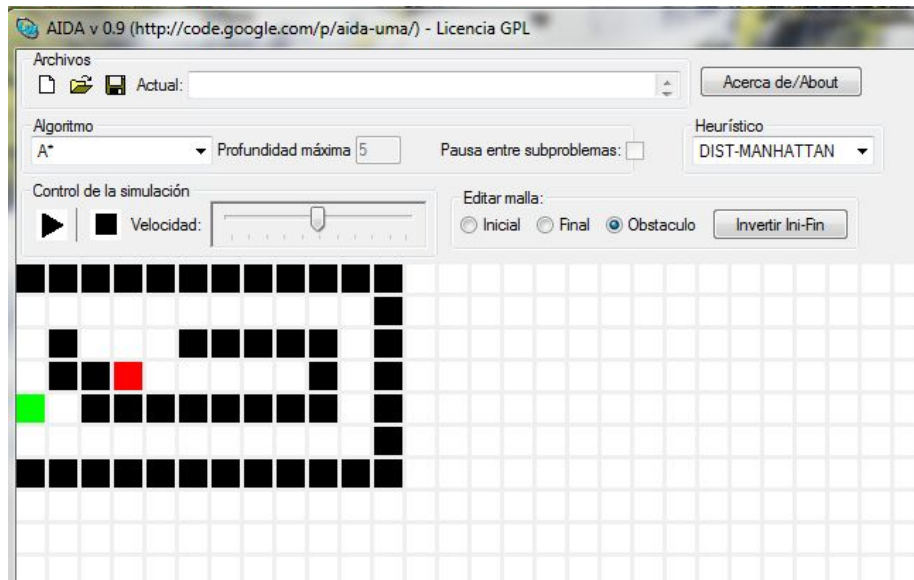 AIDA v 0.9 (http://code.google.com/p/aida-uma/) - Licencia GPL
Archivos
Actual:
Acerca de/About
Algoritmo
A*
Profundidad máxima 5
Pausa entre subproblemas:
Heurístico
DIST-MANHATTAN
Control de la simulación
Velocidad:
Editar malla:
Inicial Final Obstaculo
Invertir Ini-Fin